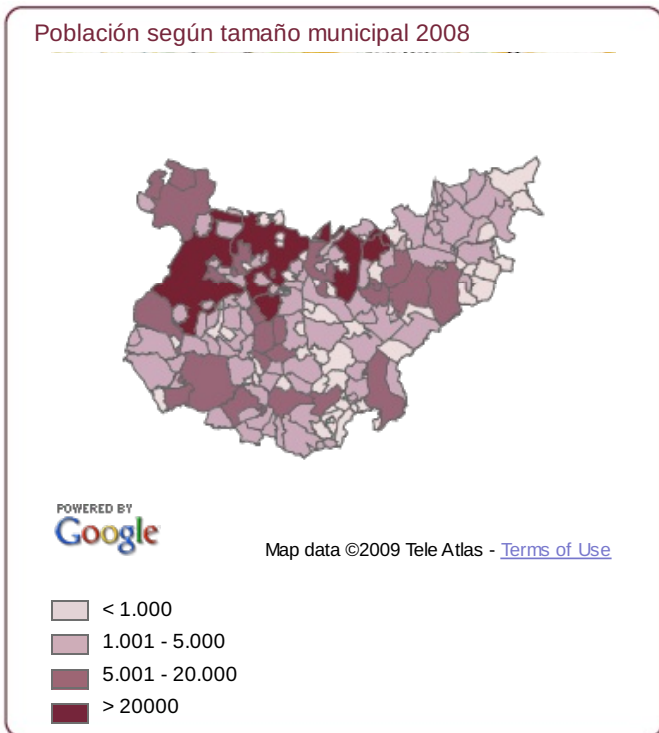 Población según tamaño municipal 2008
POWERED BY
Google
Map data ©2009 Tele Atlas - Terms of Use
< 1.000
1.001 - 5.000
5.001 - 20.000
> 20000